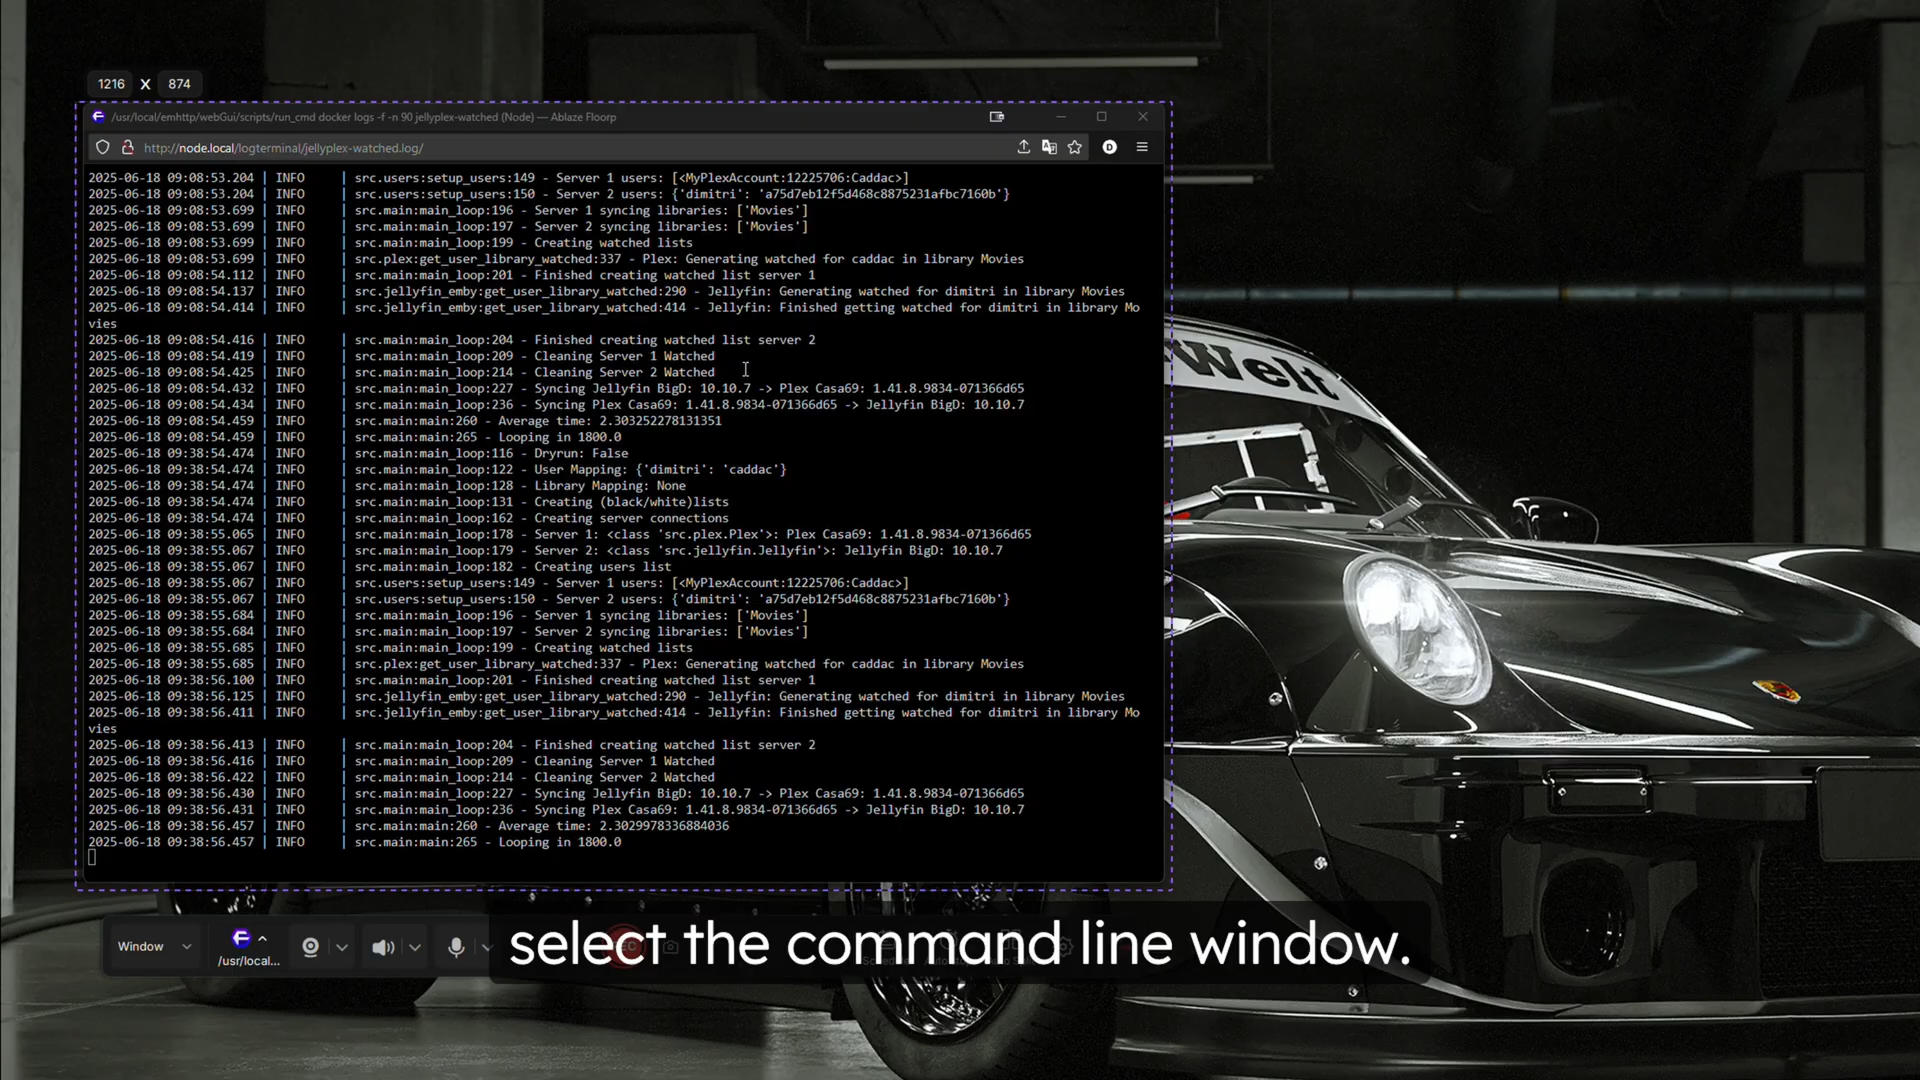 1216 X 874
/usr/local/emhttp/webGui/scripts/run_cmd docker logs -f -n 90 jellyplex-watched (Node) — Ablaze Floorp
http://node.local/logterminal/jellyplex-watched.log/
D
2025-06-18 09:08:53.204 | INFO     | src.users:setup_users:149 - Server 1 users: [<MyPlexAccount:12225706:Caddac>]
2025-06-18 09:08:53.204 | INFO     | src.users:setup_users:150 - Server 2 users: {'dimitri': 'a75d7eb12f5d468c8875231afbc7160b'}
2025-06-18 09:08:53.699 | INFO     | src.main:main_loop:196 - Server 1 syncing libraries: ['Movies']
2025-06-18 09:08:53.699 | INFO     | src.main:main_loop:197 - Server 2 syncing libraries: ['Movies']
2025-06-18 09:08:53.699 | INFO     | src.main:main_loop:199 - Creating watched lists
2025-06-18 09:08:53.699 | INFO     | src.plex:get_user_library_watched:337 - Plex: Generating watched for caddac in library Movies
2025-06-18 09:08:54.112 | INFO     | src.main:main_loop:201 - Finished creating watched list server 1
2025-06-18 09:08:54.137 | INFO     | src.jellyfin_emby:get_user_library_watched:290 - Jellyfin: Generating watched for dimitri in library Movies
2025-06-18 09:08:54.414 | INFO     | src.jellyfin_emby:get_user_library_watched:414 - Jellyfin: Finished getting watched for dimitri in library Mo
vies
2025-06-18 09:08:54.416 | INFO     | src.main:main_loop:204 - Finished creating watched list server 2
2025-06-18 09:08:54.419 | INFO     | src.main:main_loop:209 - Cleaning Server 1 Watched
2025-06-18 09:08:54.425 | INFO     | src.main:main_loop:214 - Cleaning Server 2 Watched
2025-06-18 09:08:54.432 | INFO     | src.main:main_loop:227 - Syncing Jellyfin BigD: 10.10.7 -> Plex Casa69: 1.41.8.9834-071366d65
2025-06-18 09:08:54.434 | INFO     | src.main:main_loop:236 - Syncing Plex Casa69: 1.41.8.9834-071366d65 -> Jellyfin BigD: 10.10.7
2025-06-18 09:08:54.459 | INFO     | src.main:main:260 - Average time: 2.303252278131351
2025-06-18 09:08:54.459 | INFO     | src.main:main:265 - Looping in 1800.0
2025-06-18 09:38:54.474 | INFO     | src.main:main_loop:116 - Dryrun: False
2025-06-18 09:38:54.474 | INFO     | src.main:main_loop:122 - User Mapping: {'dimitri': 'caddac'}
2025-06-18 09:38:54.474 | INFO     | src.main:main_loop:128 - Library Mapping: None
2025-06-18 09:38:54.474 | INFO     | src.main:main_loop:131 - Creating (black/white)lists
2025-06-18 09:38:54.474 | INFO     | src.main:main_loop:162 - Creating server connections
2025-06-18 09:38:55.065 | INFO     | src.main:main_loop:178 - Server 1: <class 'src.plex.Plex'>: Plex Casa69: 1.41.8.9834-071366d65
2025-06-18 09:38:55.067 | INFO     | src.main:main_loop:179 - Server 2: <class 'src.jellyfin.Jellyfin'>: Jellyfin BigD: 10.10.7
2025-06-18 09:38:55.067 | INFO     | src.main:main_loop:182 - Creating users list
2025-06-18 09:38:55.067 | INFO     | src.users:setup_users:149 - Server 1 users: [<MyPlexAccount:12225706:Caddac>]
2025-06-18 09:38:55.067 | INFO     | src.users:setup_users:150 - Server 2 users: {'dimitri': 'a75d7eb12f5d468c8875231afbc7160b'}
2025-06-18 09:38:55.684 | INFO     | src.main:main_loop:196 - Server 1 syncing libraries: ['Movies']
2025-06-18 09:38:55.684 | INFO     | src.main:main_loop:197 - Server 2 syncing libraries: ['Movies']
2025-06-18 09:38:55.685 | INFO     | src.main:main_loop:199 - Creating watched lists
2025-06-18 09:38:55.685 | INFO     | src.plex:get_user_library_watched:337 - Plex: Generating watched for caddac in library Movies
2025-06-18 09:38:56.100 | INFO     | src.main:main_loop:201 - Finished creating watched list server 1
2025-06-18 09:38:56.125 | INFO     | src.jellyfin_emby:get_user_library_watched:290 - Jellyfin: Generating watched for dimitri in library Movies
2025-06-18 09:38:56.411 | INFO     | src.jellyfin_emby:get_user_library_watched:414 - Jellyfin: Finished getting watched for dimitri in library Mo
vies
2025-06-18 09:38:56.413 | INFO     | src.main:main_loop:204 - Finished creating watched list server 2
2025-06-18 09:38:56.416 | INFO     | src.main:main_loop:209 - Cleaning Server 1 Watched
2025-06-18 09:38:56.422 | INFO     | src.main:main_loop:214 - Cleaning Server 2 Watched
2025-06-18 09:38:56.430 | INFO     | src.main:main_loop:227 - Syncing Jellyfin BigD: 10.10.7 -> Plex Casa69: 1.41.8.9834-071366d65
2025-06-18 09:38:56.431 | INFO     | src.main:main_loop:236 - Syncing Plex Casa69: 1.41.8.9834-071366d65 -> Jellyfin BigD: 10.10.7
2025-06-18 09:38:56.457 | INFO     | src.main:main:260 - Average time: 2.3029978336884036
2025-06-18 09:38:56.457 | INFO     | src.main:main:265 - Looping in 1800.0
Welt
Window
/usr/local...
select the command line window.